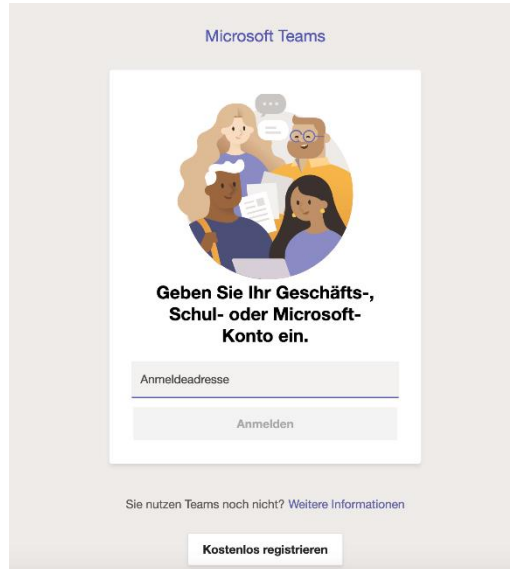 Microsoft Teams
Geben Sie Ihr Geschäfts-,
Schul- oder Microsoft-
Konto ein.
Anmeldeadresse
Anmelden
Sie nutzen Teams noch nicht? Weitere Informationen
Kostenlos registrieren